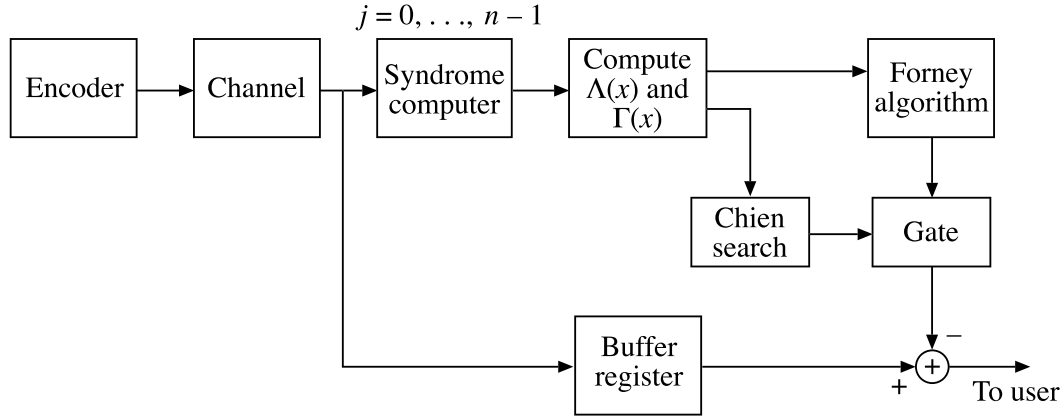 j = 0, . . ., n – 1
Encoder
Channel
Syndrome
computer
Compute
Λ(x) and
Γ(x)
Forney
algorithm
Chien
search
Gate
Buffer
register
–
+
+
To user